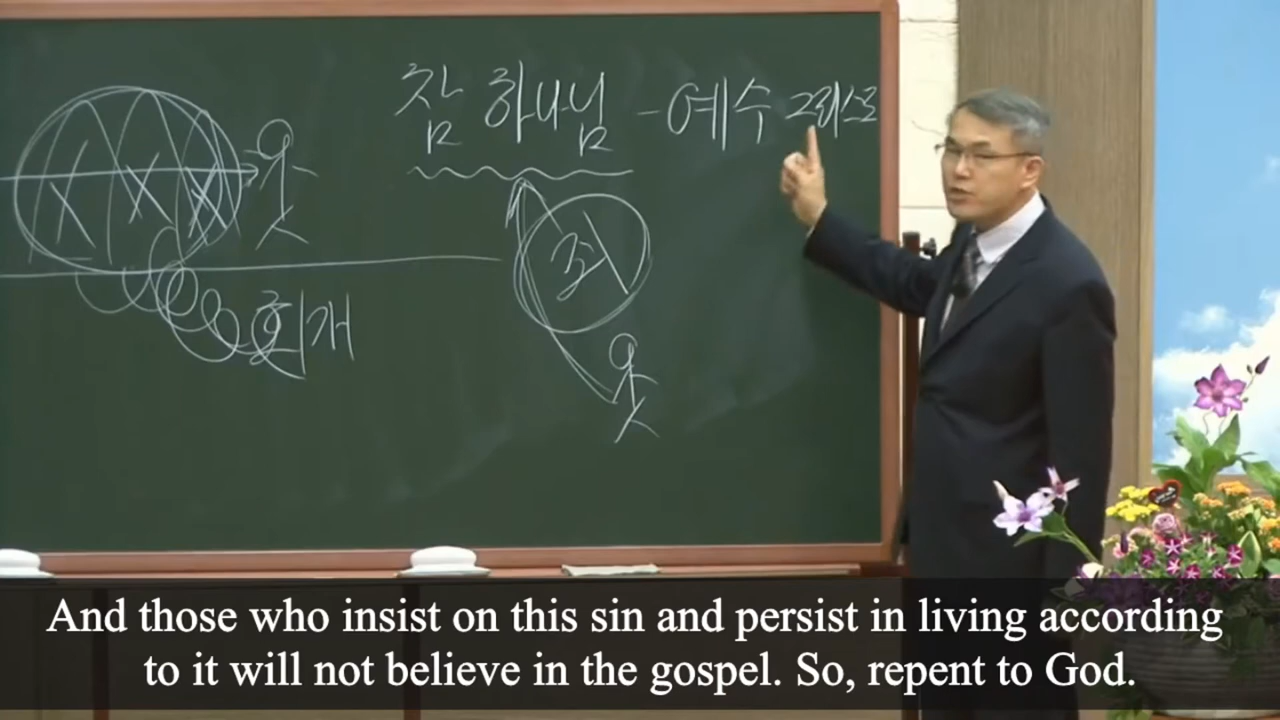 참 하나님 - 예수 그리스도
죄
회개
And those who insist on this sin and persist in living according
to it will not believe in the gospel. So, repent to God.